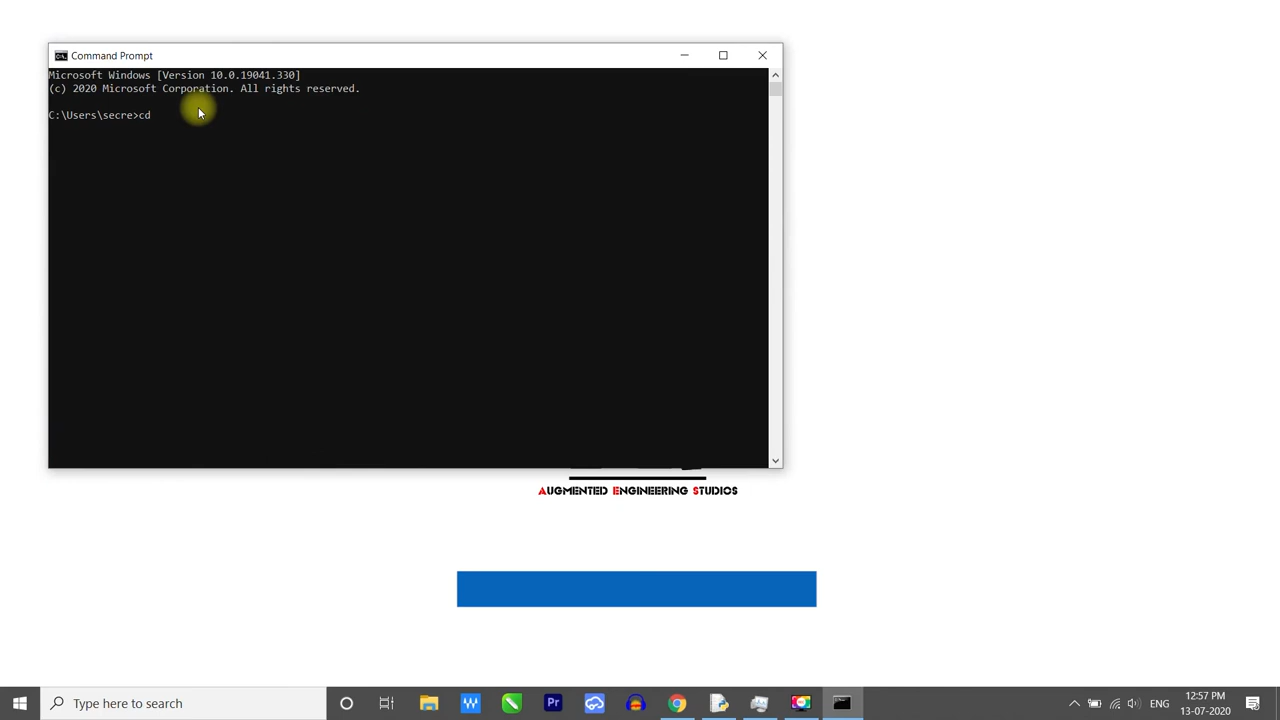 Command Prompt
Microsoft Windows [Version 10.0.19041.330]
(c) 2020 Microsoft Corporation. All rights reserved.
C:\Users\secre>cd
AUGMENTED ENGINEERING STUDIOS
Type here to search
Pr
ENG
12:57 PM
13-07-2020